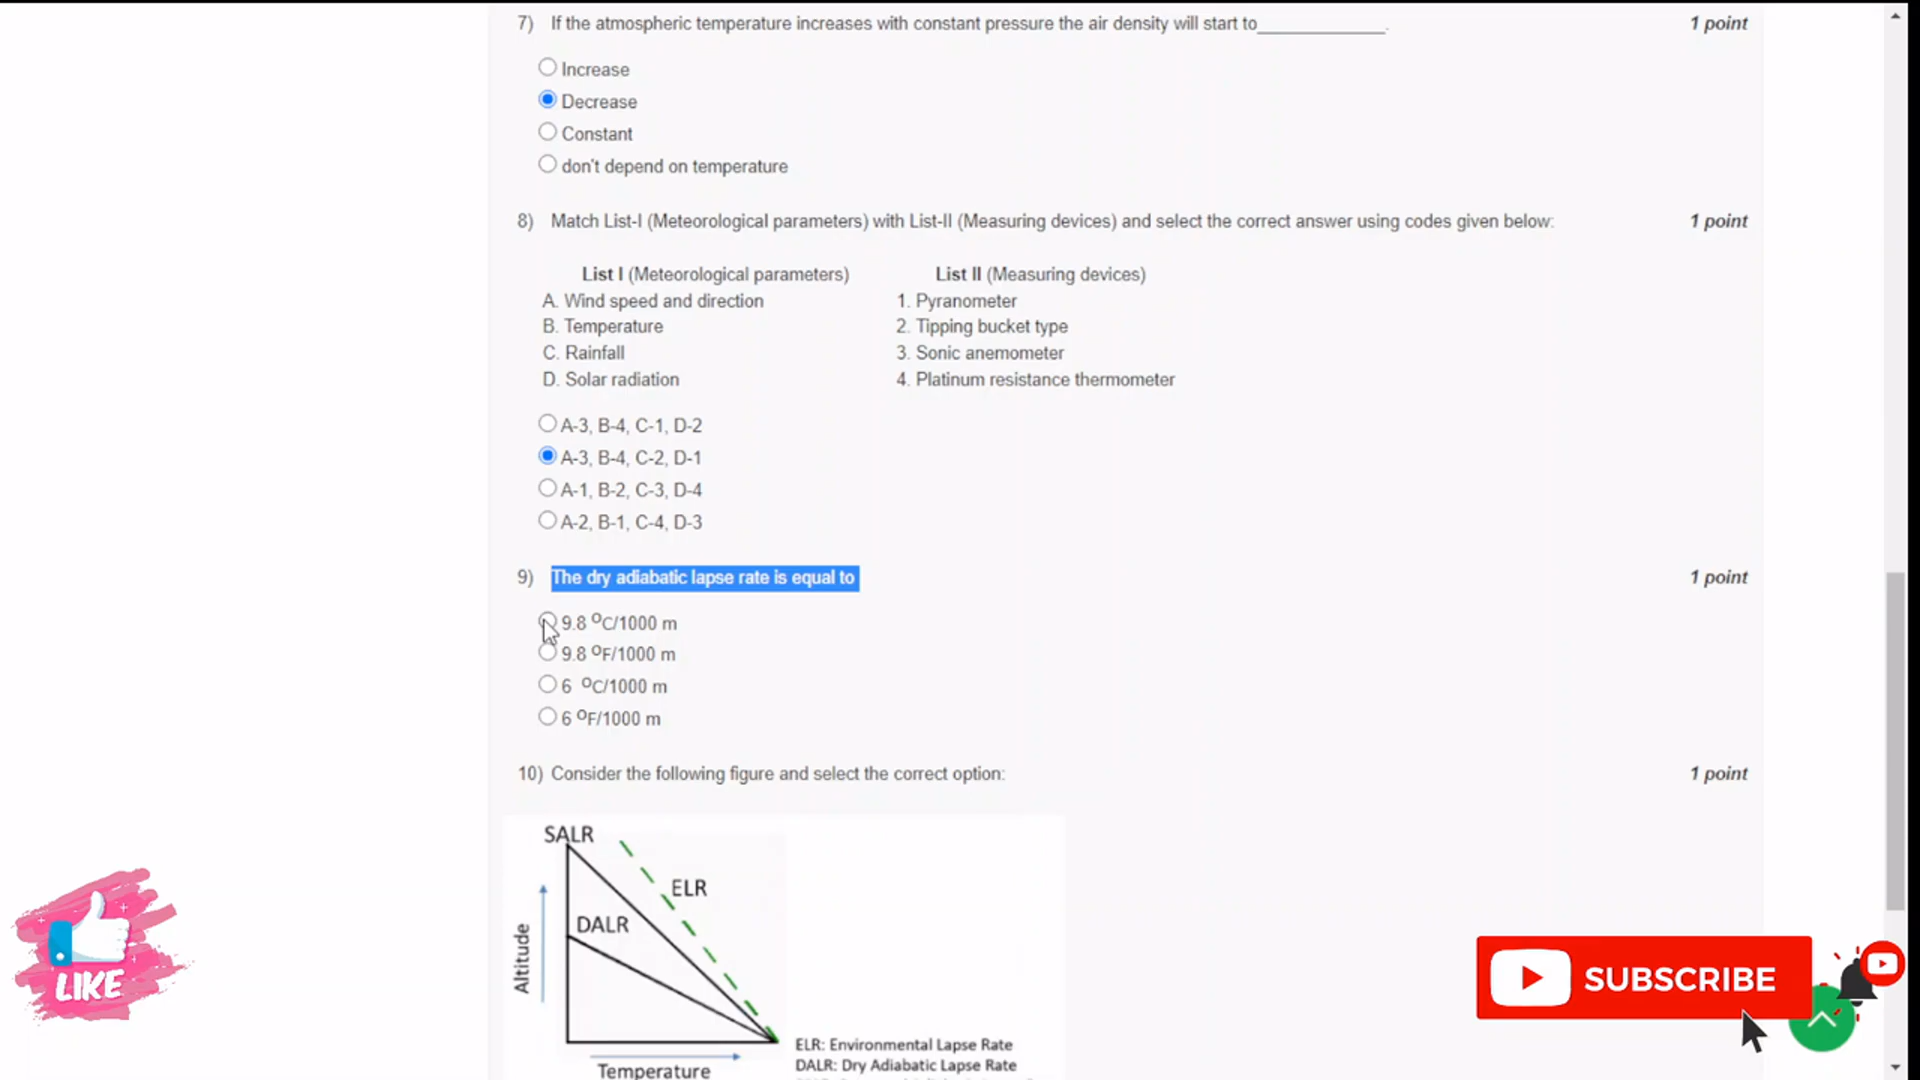 7) If the atmospheric temperature increases with constant pressure the air density will start to_____________. 1 point
Increase
Decrease
Constant
don't depend on temperature
8) Match List-I (Meteorological parameters) with List-II (Measuring devices) and select the correct answer using codes given below: 1 point
List I (Meteorological parameters) List II (Measuring devices)
A. Wind speed and direction 1. Pyranometer
B. Temperature 2. Tipping bucket type
C. Rainfall 3. Sonic anemometer
D. Solar radiation 4. Platinum resistance thermometer
A-3, B-4, C-1, D-2
A-3, B-4, C-2, D-1
A-1, B-2, C-3, D-4
A-2, B-1, C-4, D-3
9) The dry adiabatic lapse rate is equal to 1 point
9.8 ºC/1000 m
9.8 ºF/1000 m
6 ºC/1000 m
6 ºF/1000 m
10) Consider the following figure and select the correct option: 1 point
SALR
ELR
DALR
Altitude
Temperature
ELR: Environmental Lapse Rate
DALR: Dry Adiabatic Lapse Rate
LIKE
SUBSCRIBE